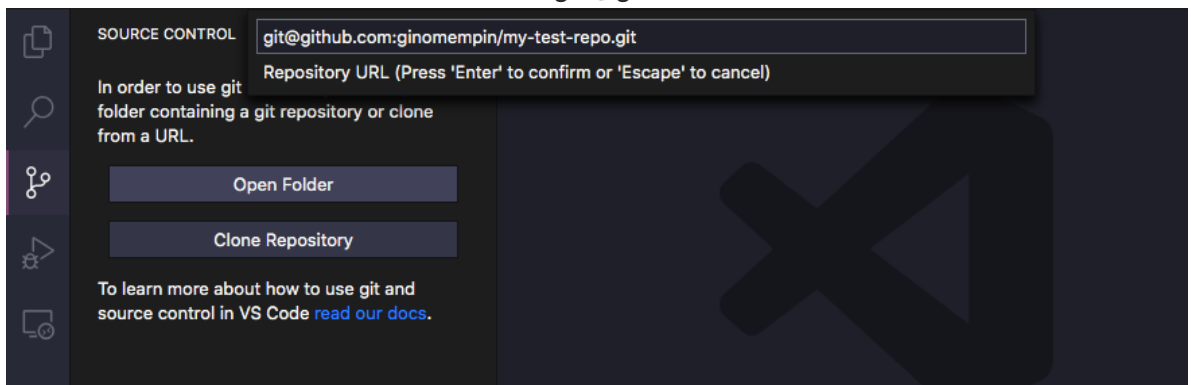 SOURCE CONTROL
git@github.com:ginomempin/my-test-repo.git
Repository URL (Press 'Enter' to confirm or 'Escape' to cancel)
In order to use git
folder containing a git repository or clone
from a URL.
Open Folder
Clone Repository
To learn more about how to use git and
source control in VS Code read our docs.